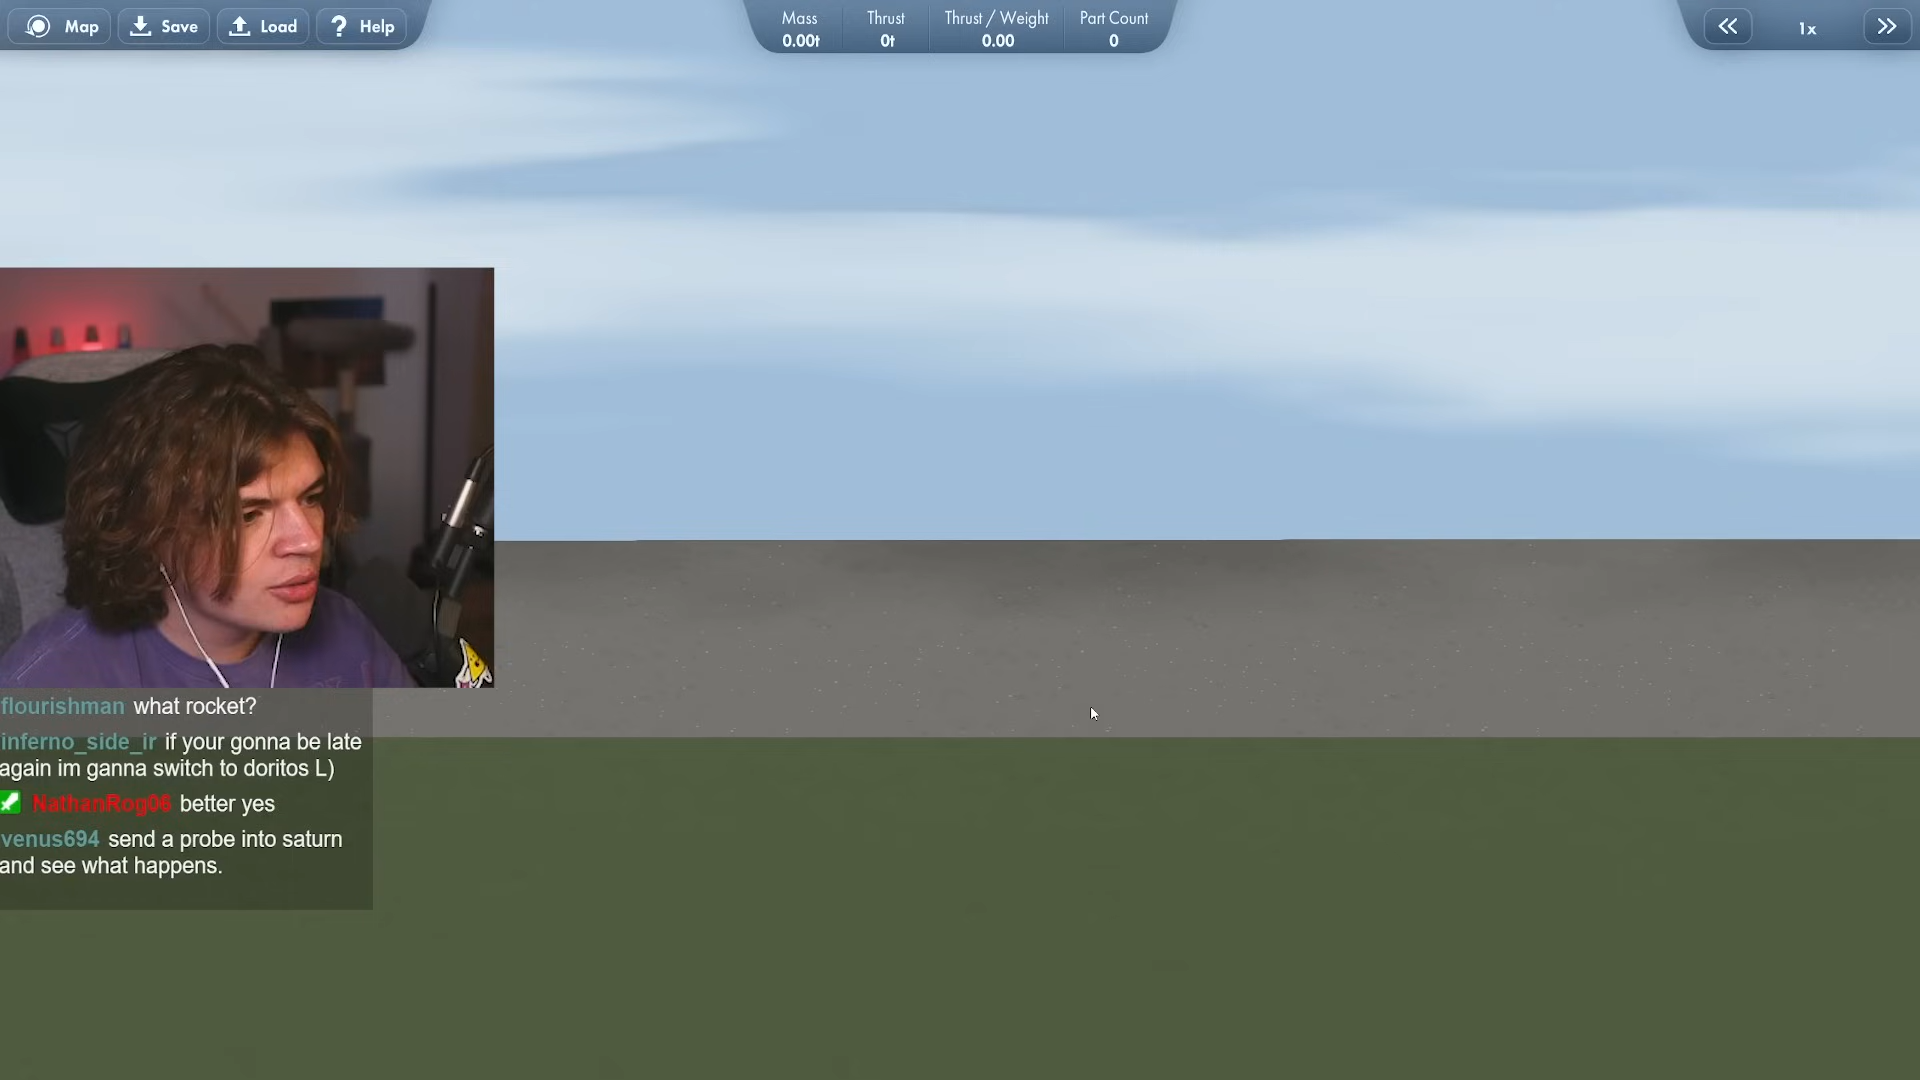 Map Save Load ? Help
Mass Thrust Thrust / Weight Part Count
0.00t 0t 0.00 0
1x
flourishman what rocket?
inferno_side_ir if your gonna be late
again im ganna switch to doritos L)
NathanRog06 better yes
venus694 send a probe into saturn
and see what happens.